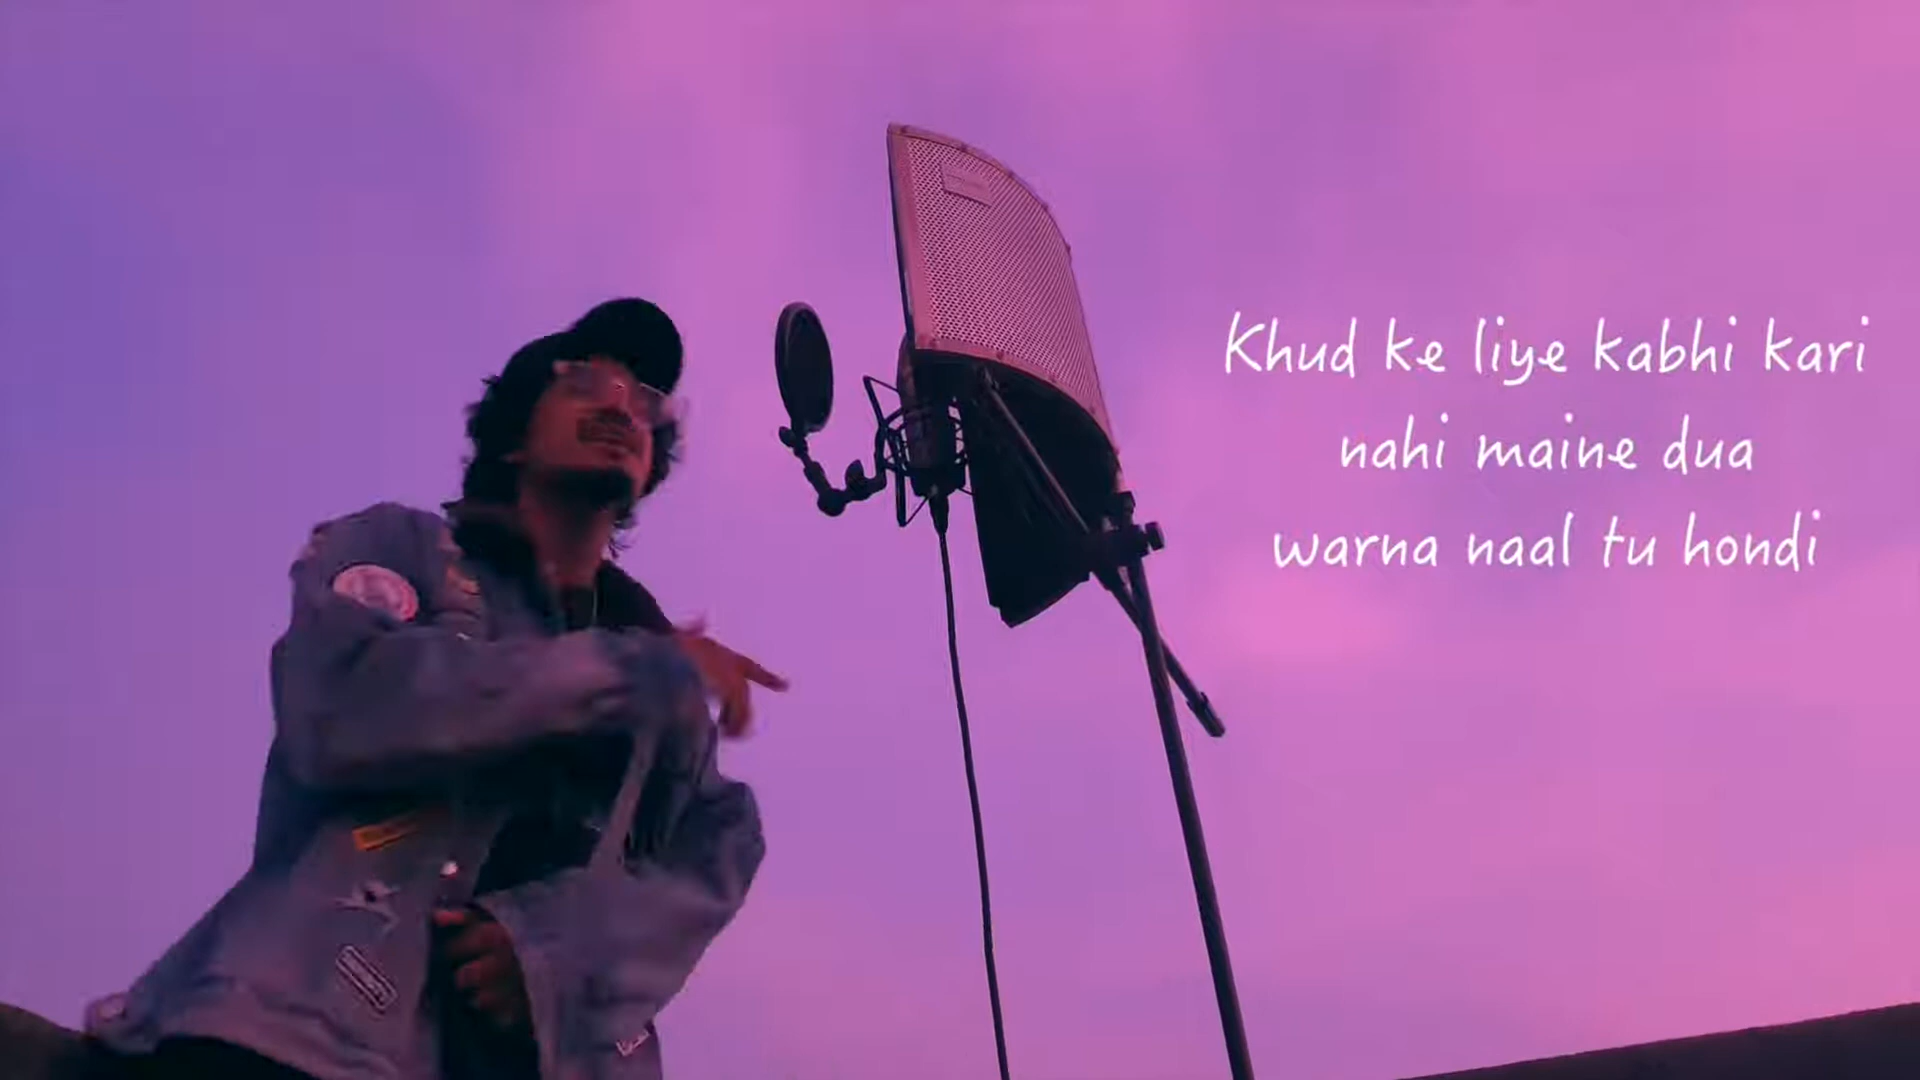 Khud ke liye kabhi kari
nahi maine dua
warna naal tu hondi